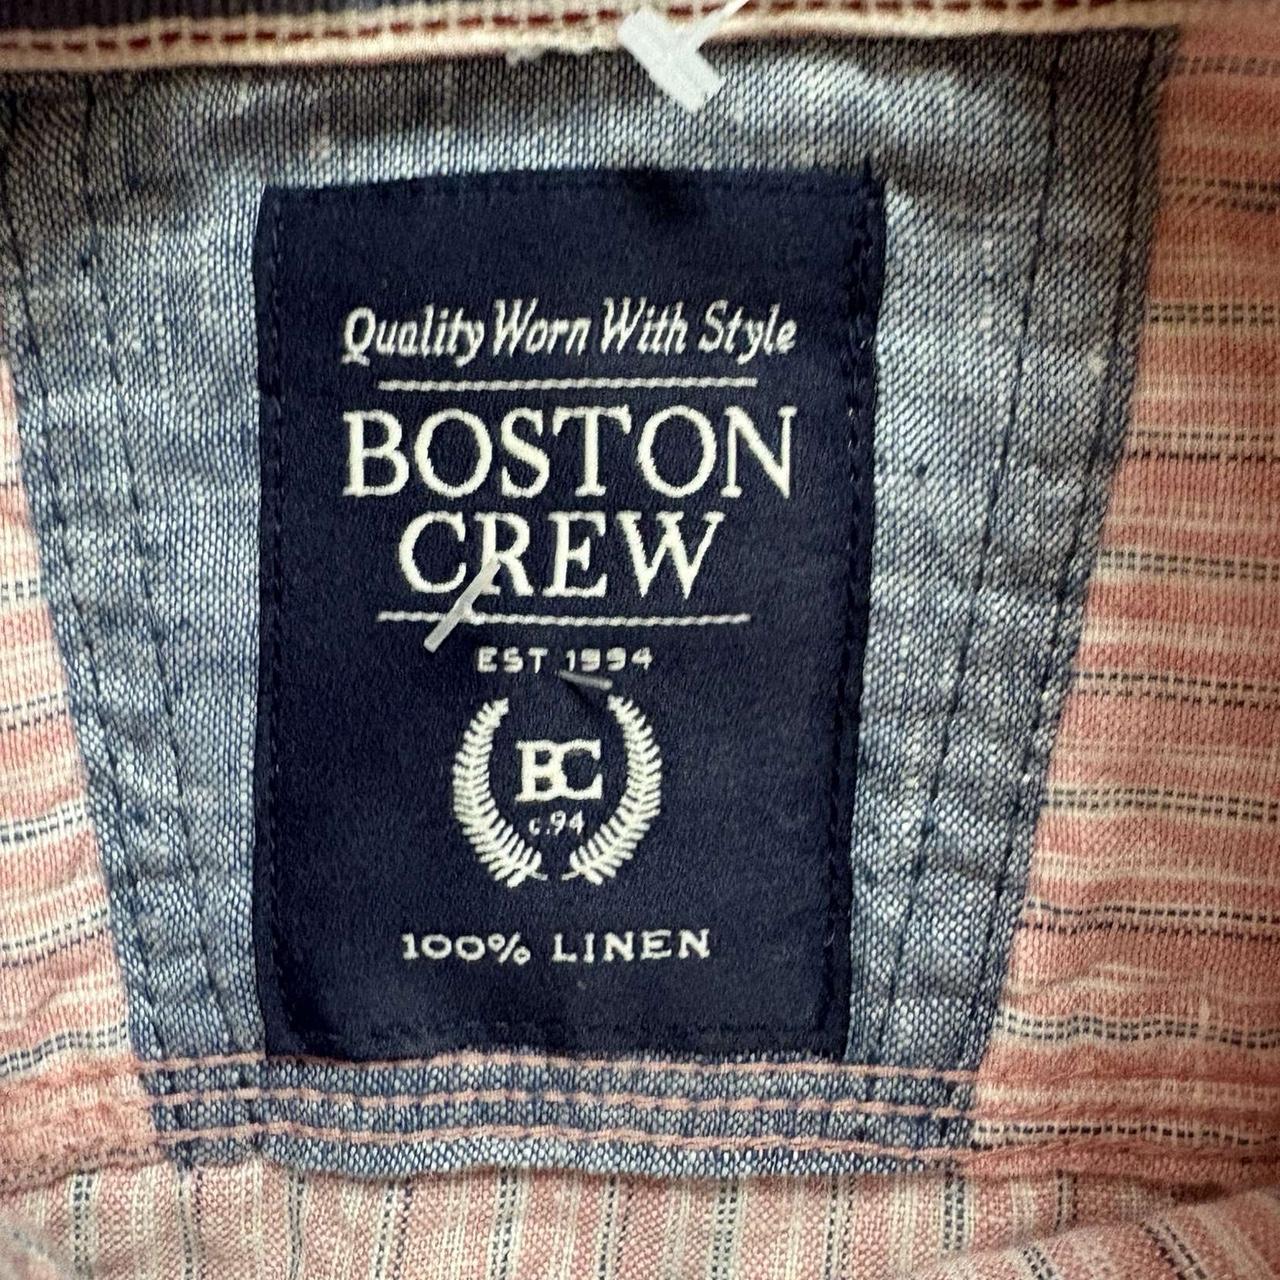 Quality Worn With Style
BOSTON
CREW
EST 1994
BC
c.94
100% LINEN